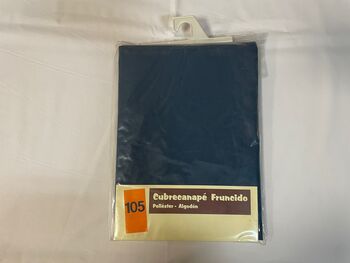 105
Cubrecanapé Fruncido
Poliéster - Algodón